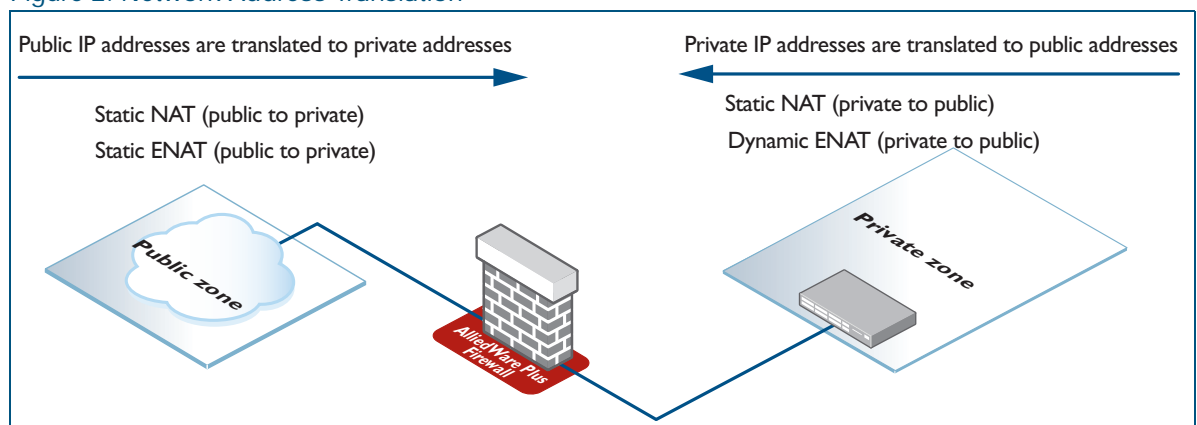 Public IP addresses are translated to private addresses
Private IP addresses are translated to public addresses
Static NAT (public to private)
Static ENAT (public to private)
Static NAT (private to public)
Dynamic ENAT (private to public)
Public zone
Private zone
AlliedWare Plus
Firewall